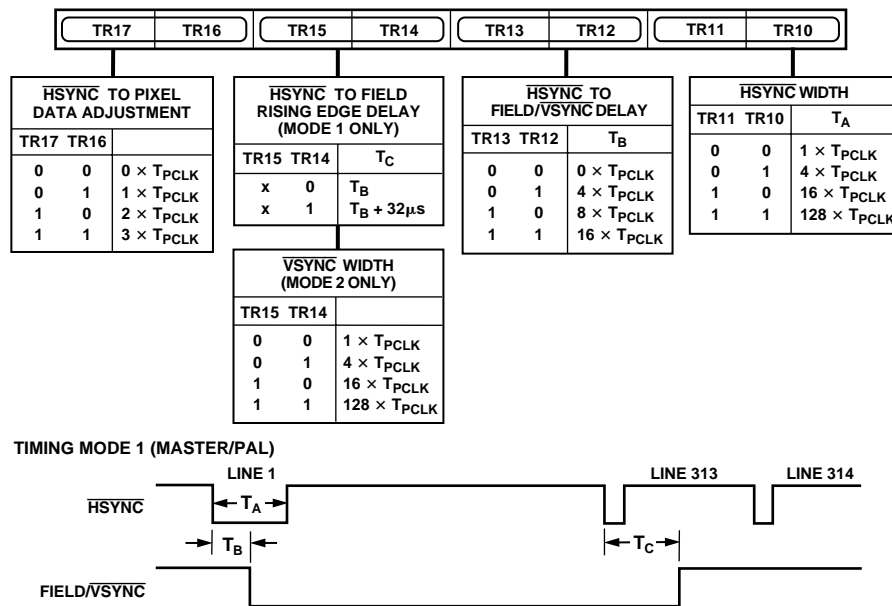 TR17 TR16 TR15 TR14 TR13 TR12 TR11 TR10
HSYNC TO PIXEL
DATA ADJUSTMENT
TR17 TR16
0 0 0 × TPCLK
0 1 1 × TPCLK
1 0 2 × TPCLK
1 1 3 × TPCLK
HSYNC TO FIELD
RISING EDGE DELAY
(MODE 1 ONLY)
TR15 TR14 TC
x 0 TB
x 1 TB + 32µs
VSYNC WIDTH
(MODE 2 ONLY)
TR15 TR14
0 0 1 × TPCLK
0 1 4 × TPCLK
1 0 16 × TPCLK
1 1 128 × TPCLK
HSYNC TO
FIELD/VSYNC DELAY
TR13 TR12 TB
0 0 0 × TPCLK
0 1 4 × TPCLK
1 0 8 × TPCLK
1 1 16 × TPCLK
HSYNC WIDTH
TR11 TR10 TA
0 0 1 × TPCLK
0 1 4 × TPCLK
1 0 16 × TPCLK
1 1 128 × TPCLK
TIMING MODE 1 (MASTER/PAL)
LINE 1 LINE 313 LINE 314
HSYNC
TA
TB
TC
FIELD/VSYNC